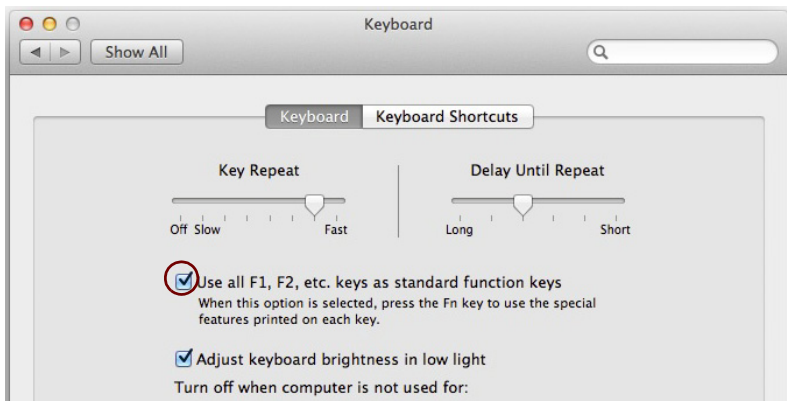 Keyboard
Show All
Keyboard Keyboard Shortcuts
Key Repeat Delay Until Repeat
Off Slow Fast Long Short
Use all F1, F2, etc. keys as standard function keys
When this option is selected, press the Fn key to use the special
features printed on each key.
Adjust keyboard brightness in low light
Turn off when computer is not used for: